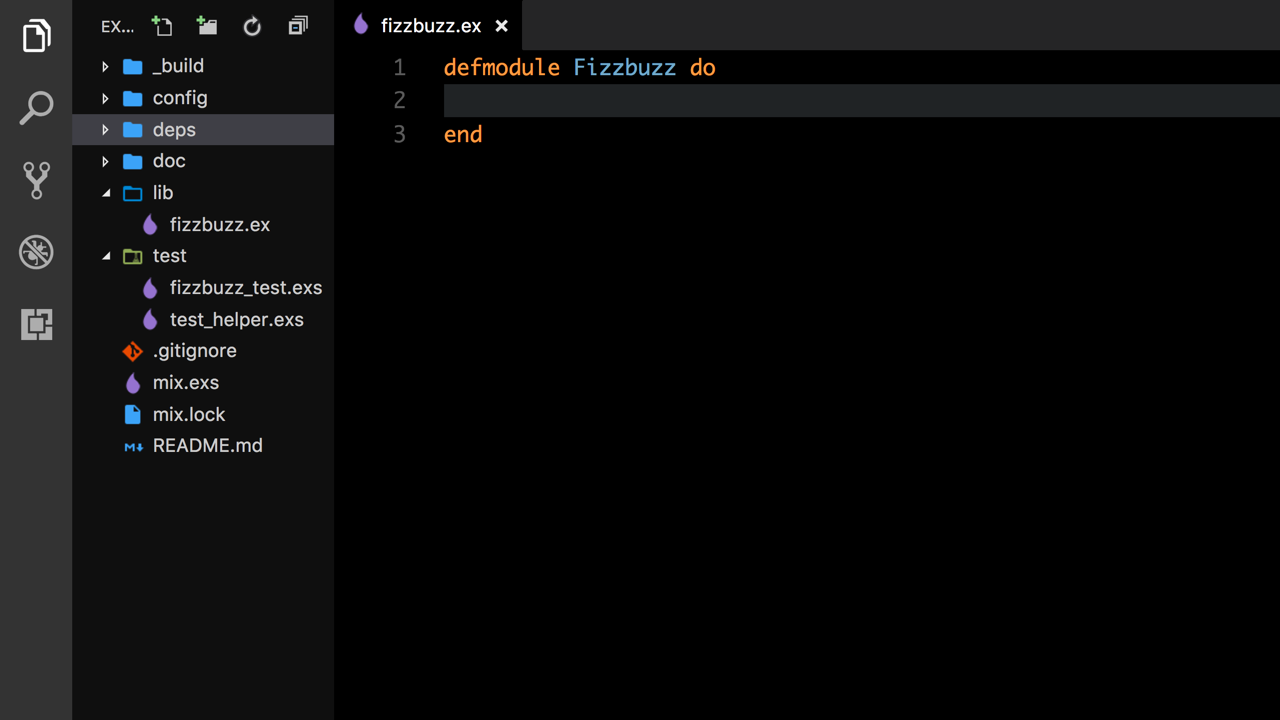 EX...
_build
config
deps
doc
lib
fizzbuzz.ex
test
fizzbuzz_test.exs
test_helper.exs
.gitignore
mix.exs
mix.lock
README.md
fizzbuzz.ex
1 defmodule Fizzbuzz do
2
3 end